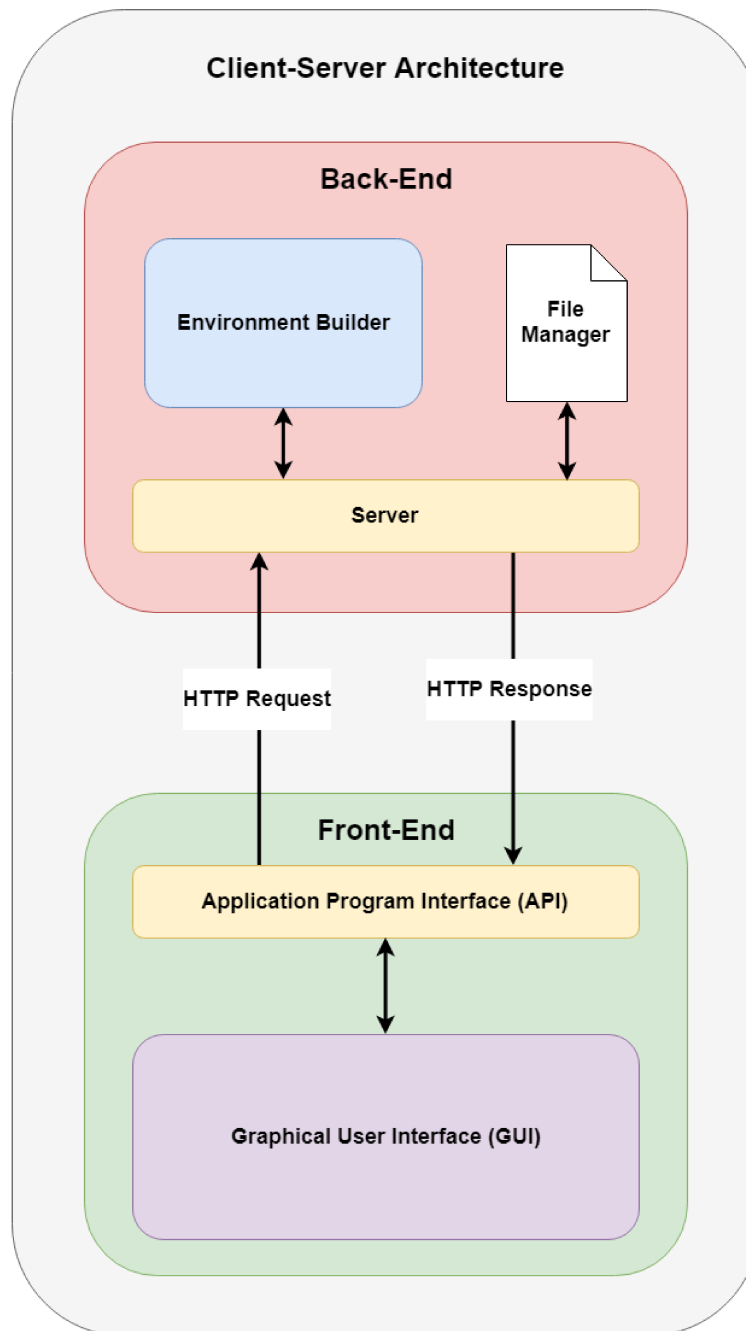 Client-Server Architecture
Back-End
Environment Builder
File
Manager
Server
HTTP Request
HTTP Response
Front-End
Application Program Interface (API)
Graphical User Interface (GUI)